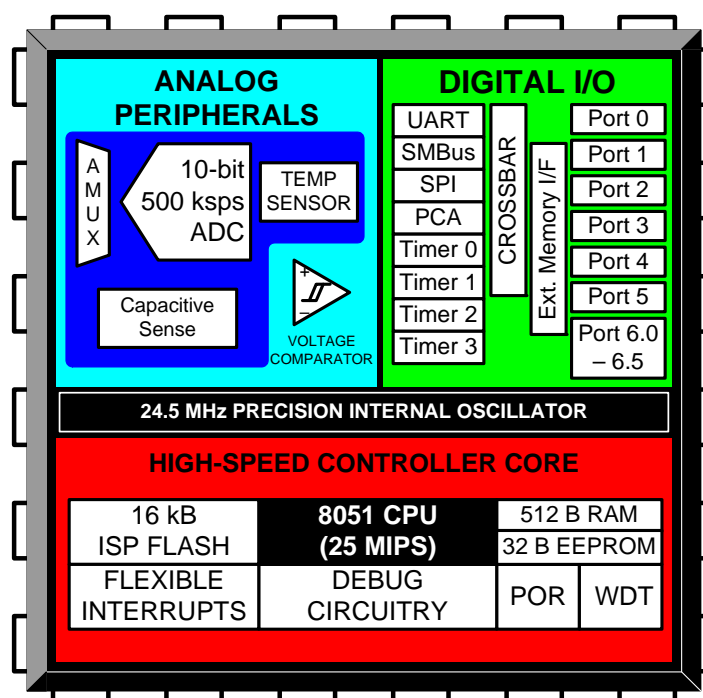 ANALOG
PERIPHERALS
A
M
U
X
10-bit
500 ksps
ADC
TEMP
SENSOR
Capacitive
Sense
+
–
VOLTAGE
COMPARATOR
DIGITAL I/O
UART
SMBus
SPI
PCA
Timer 0
Timer 1
Timer 2
Timer 3
CROSSBAR
Ext. Memory I/F
Port 0
Port 1
Port 2
Port 3
Port 4
Port 5
Port 6.0
– 6.5
24.5 MHz PRECISION INTERNAL OSCILLATOR
HIGH-SPEED CONTROLLER CORE
16 kB
ISP FLASH
8051 CPU
(25 MIPS)
512 B RAM
32 B EEPROM
FLEXIBLE
INTERRUPTS
DEBUG
CIRCUITRY
POR
WDT